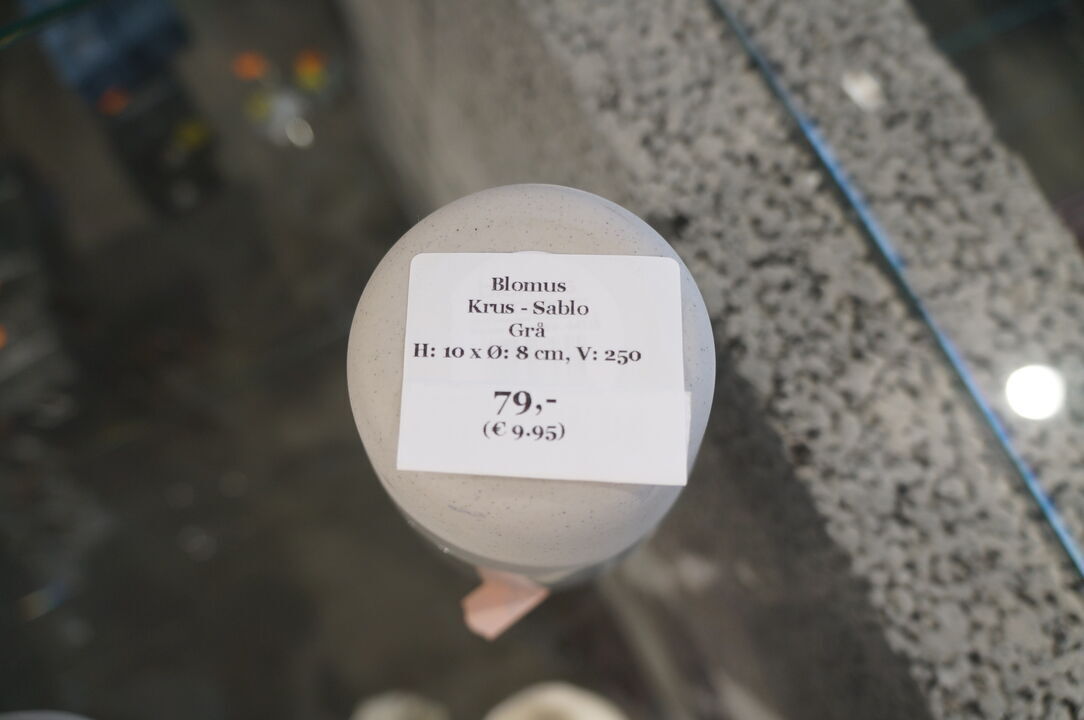 Blomus
Krus - Sablo
Grå
H: 10 x Ø: 8 cm, V: 250
79,-
(€ 9.95)